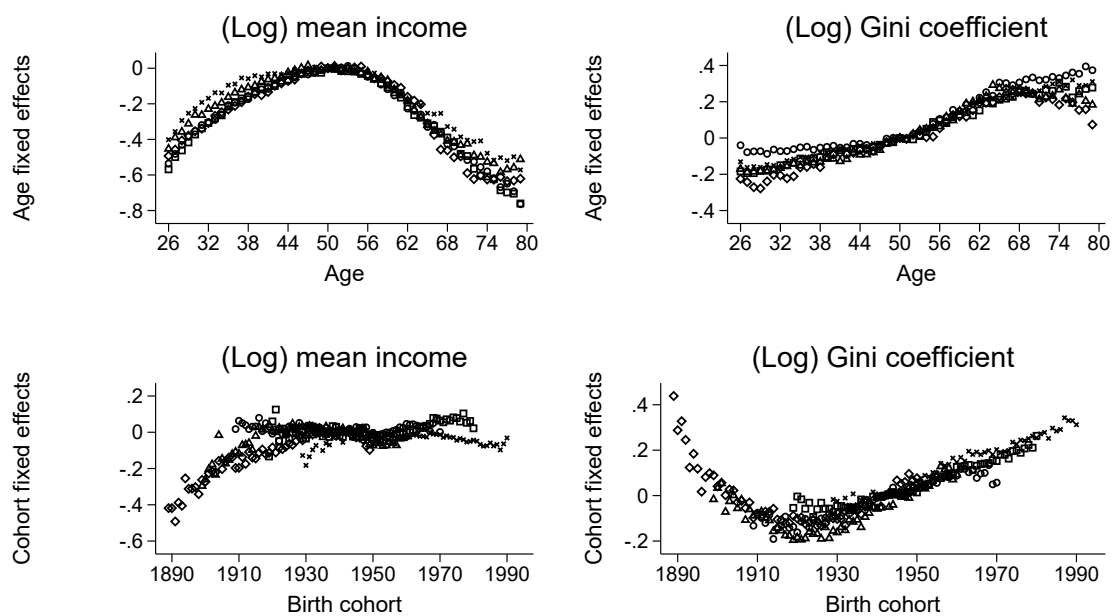 (Log) mean income
Age fixed effects
0
-.2
-.4
-.6
-.8
26 32 38 44 50 56 62 68 74 80
Age
(Log) Gini coefficient
Age fixed effects
.4
.2
0
-.2
-.4
26 32 38 44 50 56 62 68 74 80
Age
(Log) mean income
Cohort fixed effects
.2
0
-.2
-.4
-.6
1890 1910 1930 1950 1970 1990
Birth cohort
(Log) Gini coefficient
Cohort fixed effects
.4
.2
0
-.2
1890 1910 1930 1950 1970 1990
Birth cohort